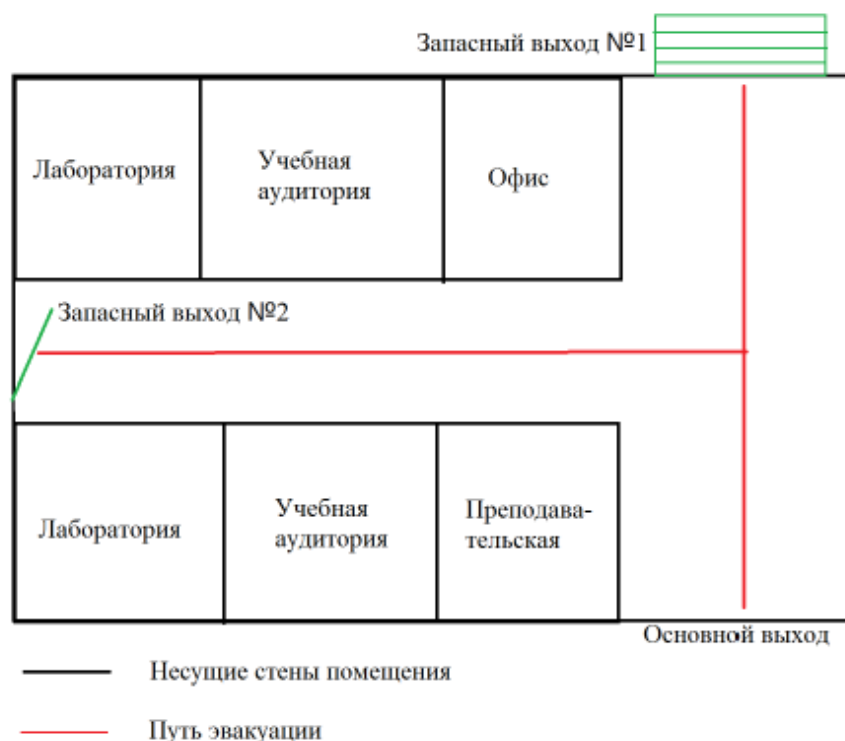 Запасный выход №1
Лаборатория
Учебная
аудитория
Офис
Запасный выход №2
Лаборатория
Учебная
аудитория
Преподава-
тельская
Основной выход
Несущие стены помещения
Путь эвакуации